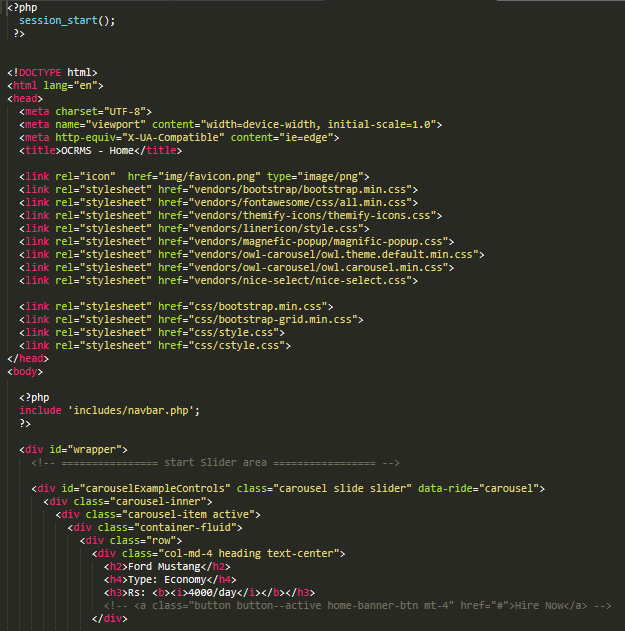 <?php
session_start();
?>
<!DOCTYPE html>
<html lang="en">
<head>
<meta charset="UTF-8">
<meta name="viewport" content="width=device-width, initial-scale=1.0">
<meta http-equiv="X-UA-Compatible" content="ie=edge">
<title>OCRMS - Home</title>
<link rel="icon"  href="img/favicon.png" type="image/png">
<link rel="stylesheet" href="vendors/bootstrap/bootstrap.min.css">
<link rel="stylesheet" href="vendors/fontawesome/css/all.min.css">
<link rel="stylesheet" href="vendors/themify-icons/themify-icons.css">
<link rel="stylesheet" href="vendors/linericon/style.css">
<link rel="stylesheet" href="vendors/magnefic-popup/magnific-popup.css">
<link rel="stylesheet" href="vendors/owl-carousel/owl.theme.default.min.css">
<link rel="stylesheet" href="vendors/owl-carousel/owl.carousel.min.css">
<link rel="stylesheet" href="vendors/nice-select/nice-select.css">
<link rel="stylesheet" href="css/bootstrap.min.css">
<link rel="stylesheet" href="css/bootstrap-grid.min.css">
<link rel="stylesheet" href="css/style.css">
<link rel="stylesheet" href="css/cstyle.css">
</head>
<body>
<?php
include 'includes/navbar.php';
?>
<div id="wrapper">
<!-- ================ start Slider area ================= -->
<div id="carouselExampleControls" class="carousel slide slider" data-ride="carousel">
<div class="carousel-inner">
<div class="carousel-item active">
<div class="container-fluid">
<div class="row">
<div class="col-md-4 heading text-center">
<h2>Ford Mustang</h2>
<h4>Type: Economy</h4>
<h3>Rs: <b><i>4000/day</i></b></h3>
<!-- <a class="button button--active home-banner-btn mt-4" href="#">Hire Now</a> -->
</div>